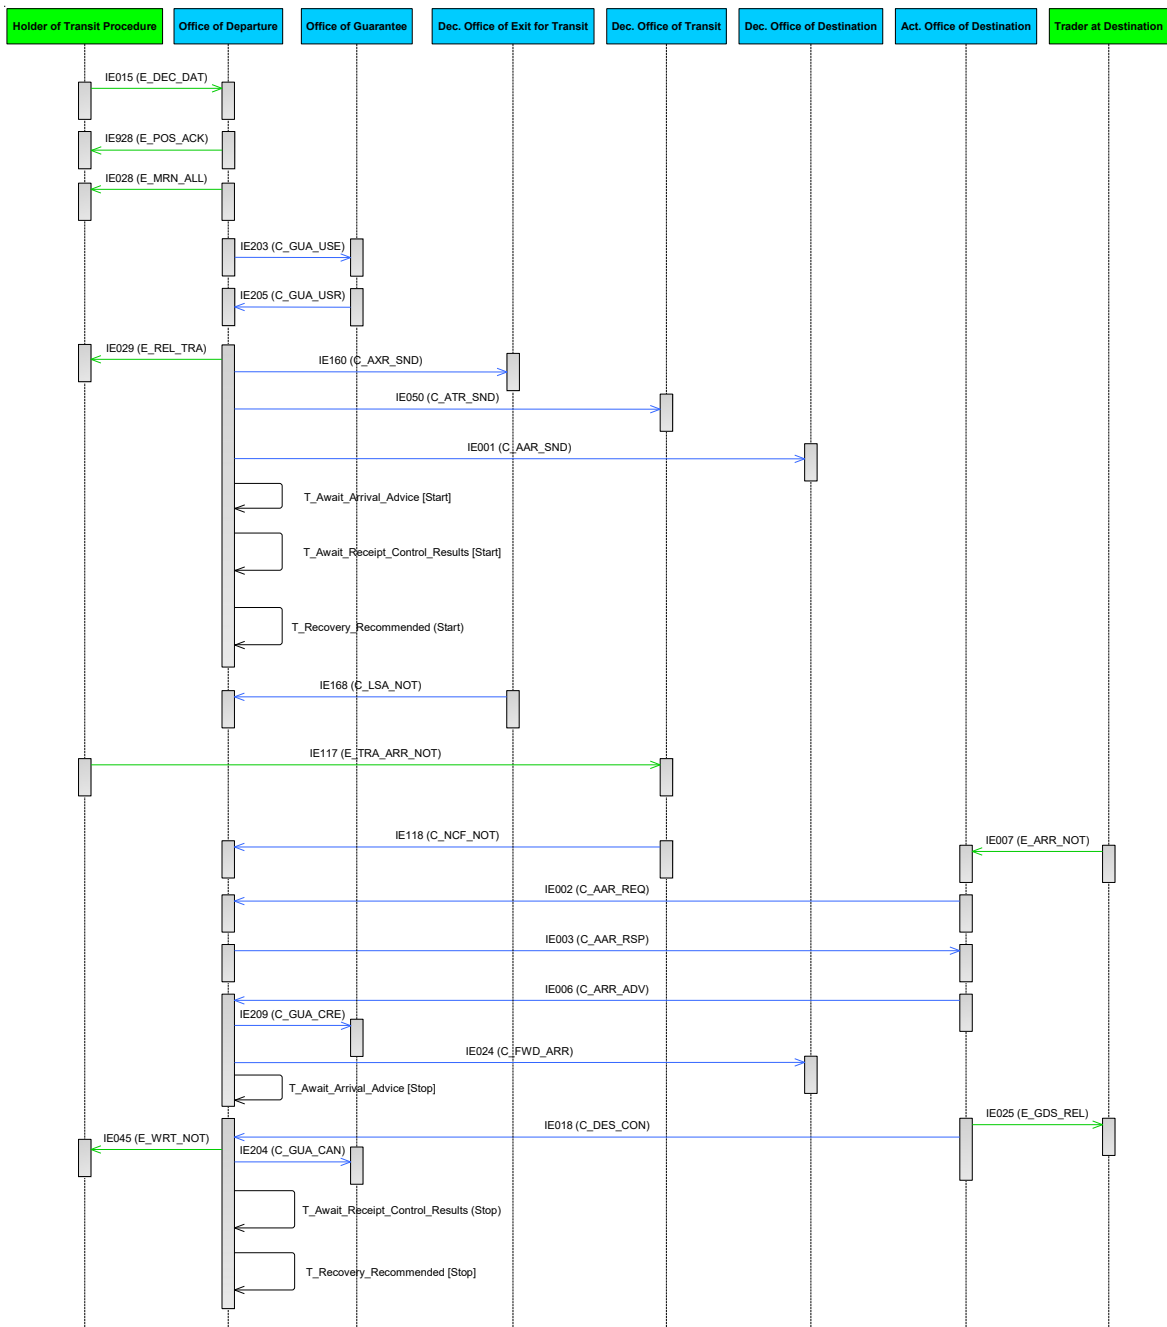 Holder of Transit Procedure
Office of Departure
Office of Guarantee
Dec. Office of Exit for Transit
Dec. Office of Transit
Dec. Office of Destination
Act. Office of Destination
Trader at Destination
IE015 (E_DEC_DAT)
IE928 (E_POS_ACK)
IE028 (E_MRN_ALL)
IE203 (C_GUA_USE)
IE205 (C_GUA_USR)
IE029 (E_REL_TRA)
IE160 (C_AXR_SND)
IE050 (C_ATR_SND)
IE001 (C_AAR_SND)
T_Await_Arrival_Advice [Start]
T_Await_Receipt_Control_Results [Start]
T_Recovery_Recommended (Start)
IE168 (C_LSA_NOT)
IE117 (E_TRA_ARR_NOT)
IE118 (C_NCF_NOT)
IE007 (E_ARR_NOT)
IE002 (C_AAR_REQ)
IE003 (C_AAR_RSP)
IE006 (C_ARR_ADV)
IE209 (C_GUA_CRE)
IE024 (C_FWD_ARR)
T_Await_Arrival_Advice [Stop]
IE025 (E_GDS_REL)
IE018 (C_DES_CON)
IE045 (E_WRT_NOT)
IE204 (C_GUA_CAN)
T_Await_Receipt_Control_Results (Stop)
T_Recovery_Recommended [Stop]